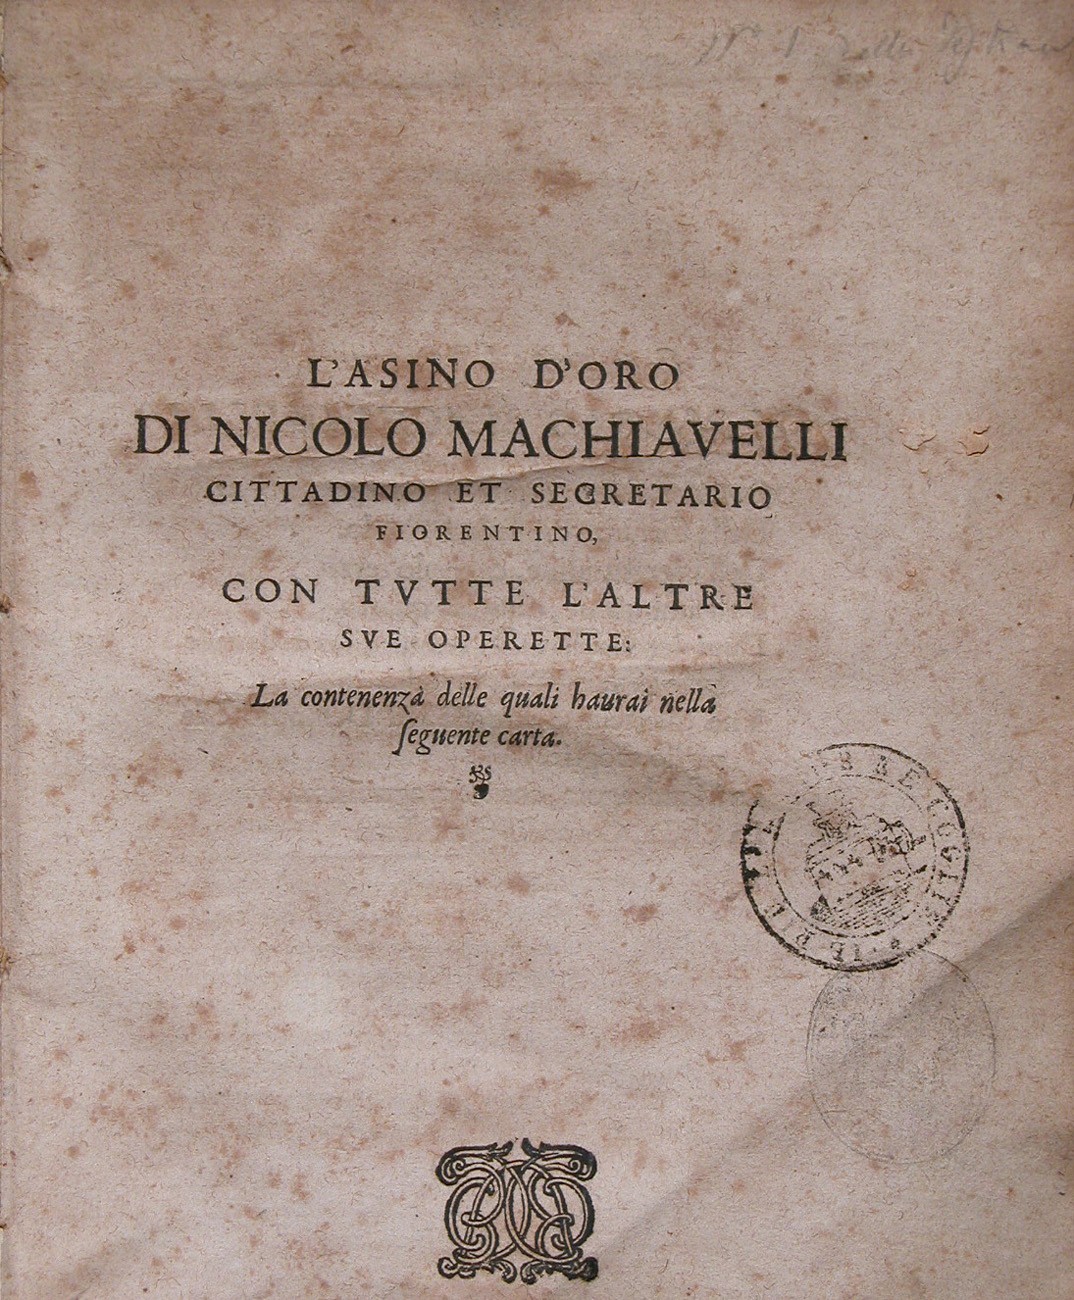 L'ASINO D'ORO
DI NICOLO MACHIAVELLI
CITTADINO ET SEGRETARIO
FIORENTINO,
CON TVTTE L'ALTRE
SVE OPERETTE:
La contenenza delle quali haurai nella
seguente carta.